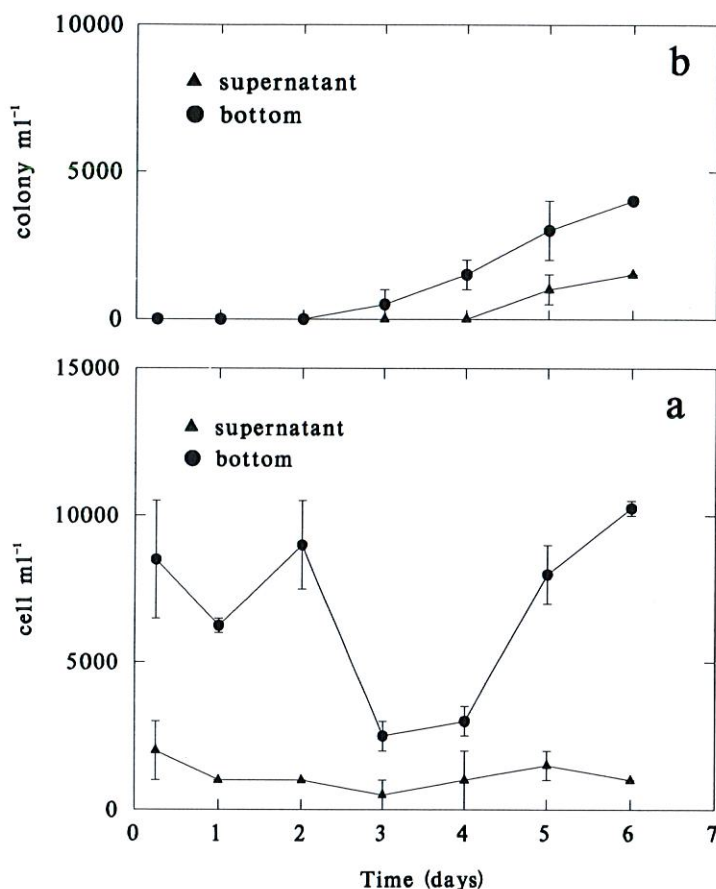 10000
b
▲ supernatant
● bottom
5000
colony ml⁻¹
0
15000
a
▲ supernatant
● bottom
10000
cell ml⁻¹
5000
0
0 1 2 3 4 5 6 7
Time (days)